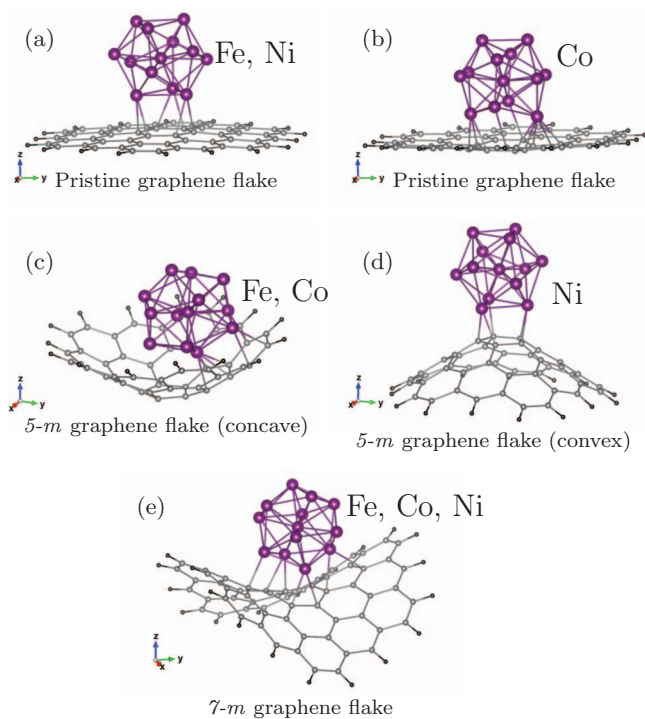 (a)
Fe, Ni
z
x
y
Pristine graphene flake
(b)
Co
z
x
y
Pristine graphene flake
(c)
Fe, Co
z
x
y
5-m graphene flake (concave)
(d)
Ni
z
x
y
5-m graphene flake (convex)
(e)
Fe, Co, Ni
z
x
y
7-m graphene flake